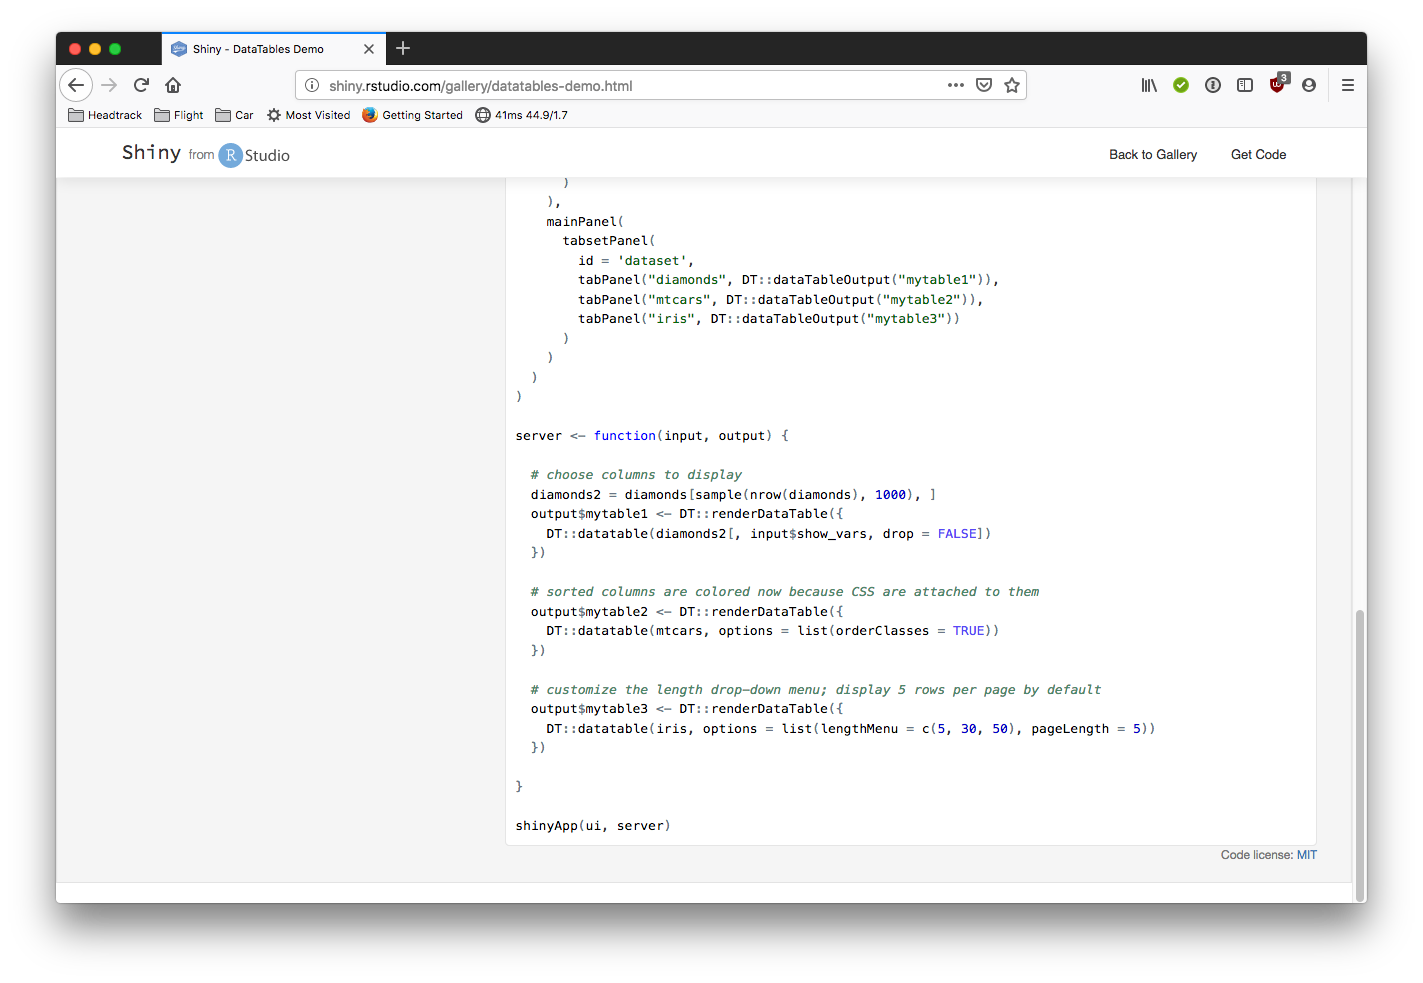 Shiny - DataTables Demo
shiny.rstudio.com/gallery/datatables-demo.html
3
Headtrack Flight Car Most Visited Getting Started 41ms 44.9/1.7
Shiny from R Studio Back to Gallery Get Code
)
),
mainPanel(
tabsetPanel(
id = 'dataset',
tabPanel("diamonds", DT::dataTableOutput("mytable1")),
tabPanel("mtcars", DT::dataTableOutput("mytable2")),
tabPanel("iris", DT::dataTableOutput("mytable3"))
)
)
)
)
server <- function(input, output) {
# choose columns to display
diamonds2 = diamonds[sample(nrow(diamonds), 1000), ]
output$mytable1 <- DT::renderDataTable({
DT::datatable(diamonds2[, input$show_vars, drop = FALSE])
})
# sorted columns are colored now because CSS are attached to them
output$mytable2 <- DT::renderDataTable({
DT::datatable(mtcars, options = list(orderClasses = TRUE))
})
# customize the length drop-down menu; display 5 rows per page by default
output$mytable3 <- DT::renderDataTable({
DT::datatable(iris, options = list(lengthMenu = c(5, 30, 50), pageLength = 5))
})
}
shinyApp(ui, server)
Code license: MIT